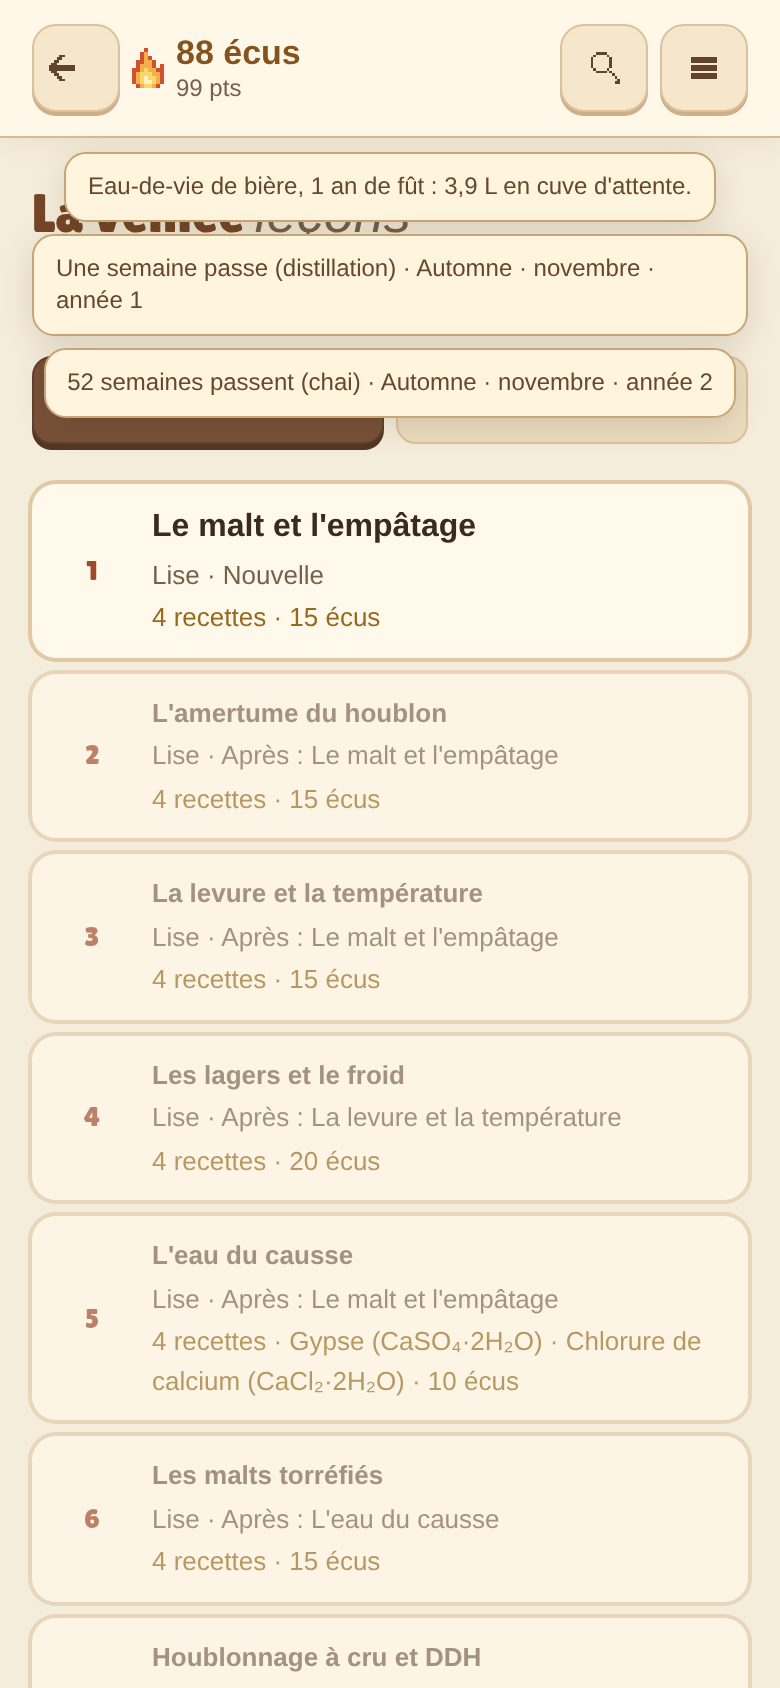 88 écus
99 pts
Eau-de-vie de bière, 1 an de fût : 3,9 L en cuve d'attente.
La veillée leçons
Une semaine passe (distillation) · Automne · novembre ·
année 1
52 semaines passent (chai) · Automne · novembre · année 2
1
Le malt et l'empâtage
Lise · Nouvelle
4 recettes · 15 écus
2
L'amertume du houblon
Lise · Après : Le malt et l'empâtage
4 recettes · 15 écus
3
La levure et la température
Lise · Après : Le malt et l'empâtage
4 recettes · 15 écus
4
Les lagers et le froid
Lise · Après : La levure et la température
4 recettes · 20 écus
5
L'eau du causse
Lise · Après : Le malt et l'empâtage
4 recettes · Gypse (CaSO₄·2H₂O) · Chlorure de
calcium (CaCl₂·2H₂O) · 10 écus
6
Les malts torréfiés
Lise · Après : L'eau du causse
4 recettes · 15 écus
Houblonnage à cru et DDH